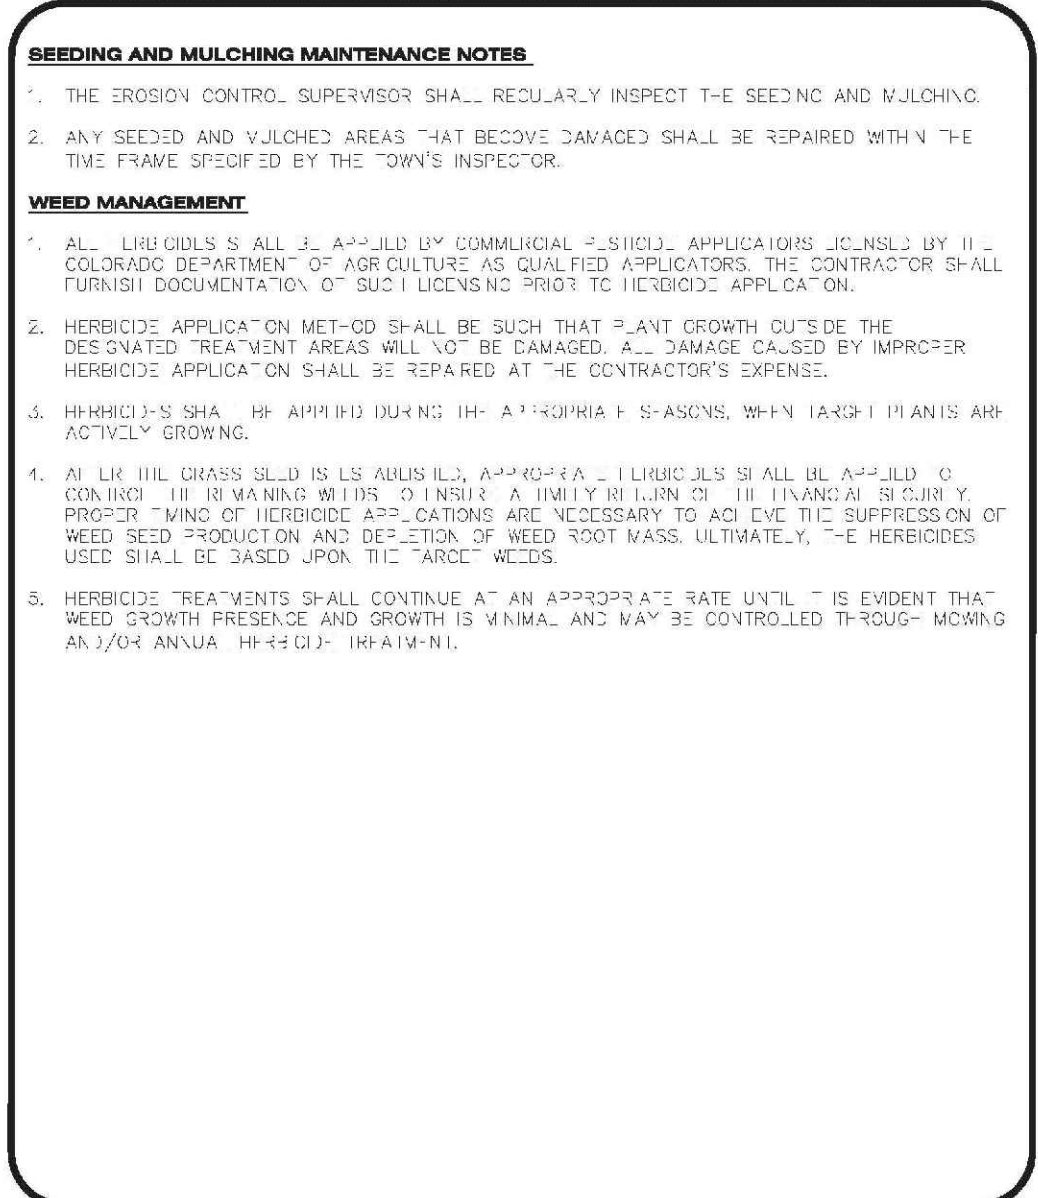 SEEDING AND MULCHING MAINTENANCE NOTES
1. THE EROSION CONTROL SUPERVISOR SHALL REGULARLY INSPECT THE SEEDING AND MULCHING.
2. ANY SEEDED AND MULCHED AREAS THAT BECOME DAMAGED SHALL BE REPAIRED WITHIN THE
TIME FRAME SPECIFIED BY THE TOWN'S INSPECTOR.
WEED MANAGEMENT
1. ALL HERBICIDES SHALL BE APPLIED BY COMMERCIAL PESTICIDE APPLICATORS LICENSED BY THE
COLORADO DEPARTMENT OF AGRICULTURE AS QUALIFIED APPLICATORS. THE CONTRACTOR SHALL
FURNISH DOCUMENTATION OF SUCH LICENSING PRIOR TO HERBICIDE APPLICATION.
2. HERBICIDE APPLICATION METHOD SHALL BE SUCH THAT PLANT GROWTH OUTSIDE THE
DESIGNATED TREATMENT AREAS WILL NOT BE DAMAGED. ALL DAMAGE CAUSED BY IMPROPER
HERBICIDE APPLICATION SHALL BE REPAIRED AT THE CONTRACTOR'S EXPENSE.
3. HERBICIDES SHALL BE APPLIED DURING THE APPROPRIATE SEASONS, WHEN TARGET PLANTS ARE
ACTIVELY GROWING.
4. AFTER THE GRASS SEED IS ESTABLISHED, APPROPRIATE HERBICIDES SHALL BE APPLIED TO
CONTROL THE REMAINING WEEDS TO ENSURE A TIMELY RETURN OF THE FINANCIAL SECURITY.
PROPER TIMING OF HERBICIDE APPLICATIONS ARE NECESSARY TO ACHIEVE THE SUPPRESSION OF
WEED SEED PRODUCTION AND DEPLETION OF WEED ROOT MASS. ULTIMATELY, THE HERBICIDES
USED SHALL BE BASED UPON THE TARGET WEEDS.
5. HERBICIDE TREATMENTS SHALL CONTINUE AT AN APPROPRIATE RATE UNTIL IT IS EVIDENT THAT
WEED GROWTH PRESENCE AND GROWTH IS MINIMAL AND MAY BE CONTROLLED THROUGH MOWING
AND/OR ANNUAL HERBICIDE TREATMENT.